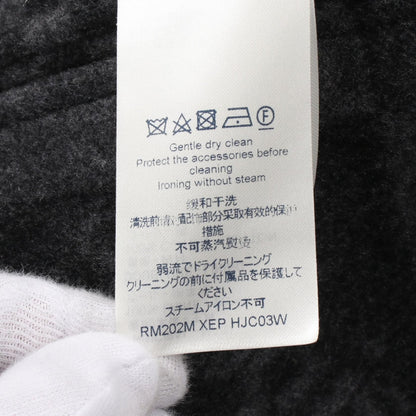 F
Gentle dry clean
Protect the accessories before
cleaning
Ironing without steam
缓和干洗
清洗前请对配件部分采取有效的保护
措施
不可蒸汽熨烫
弱流でドライクリーニング
クリーニングの前に付属品を保護して
ください
スチームアイロン不可
RM202M XEP HJC03W